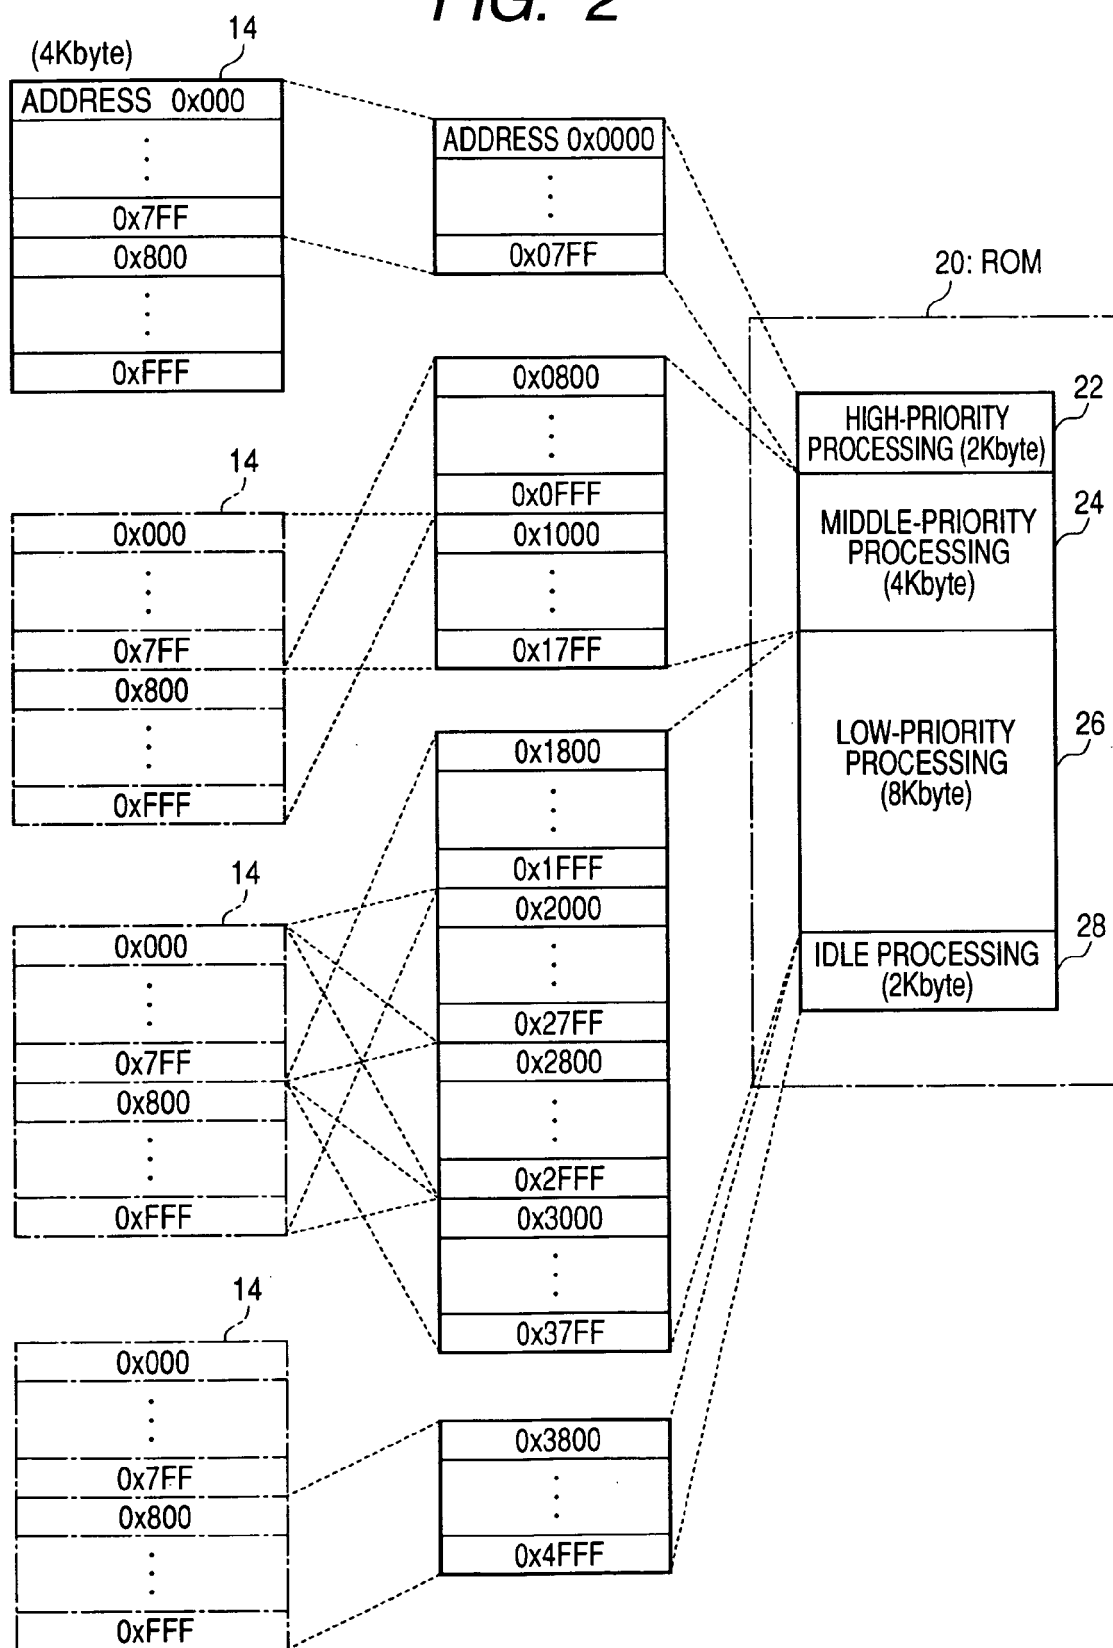 FIG. 2
14
(4Kbyte)
ADDRESS 0x000
0x7FF
0x800
0xFFF
ADDRESS 0x0000
0x07FF
20: ROM
14
0x000
0x7FF
0x800
0xFFF
0x0800
0x0FFF
0x1000
0x17FF
22
HIGH-PRIORITY
PROCESSING (2Kbyte)
24
MIDDLE-PRIORITY
PROCESSING
(4Kbyte)
26
LOW-PRIORITY
PROCESSING
(8Kbyte)
28
IDLE PROCESSING
(2Kbyte)
14
0x000
0x7FF
0x800
0xFFF
0x1800
0x1FFF
0x2000
0x27FF
0x2800
0x2FFF
0x3000
0x37FF
14
0x000
0x7FF
0x800
0xFFF
0x3800
0x4FFF